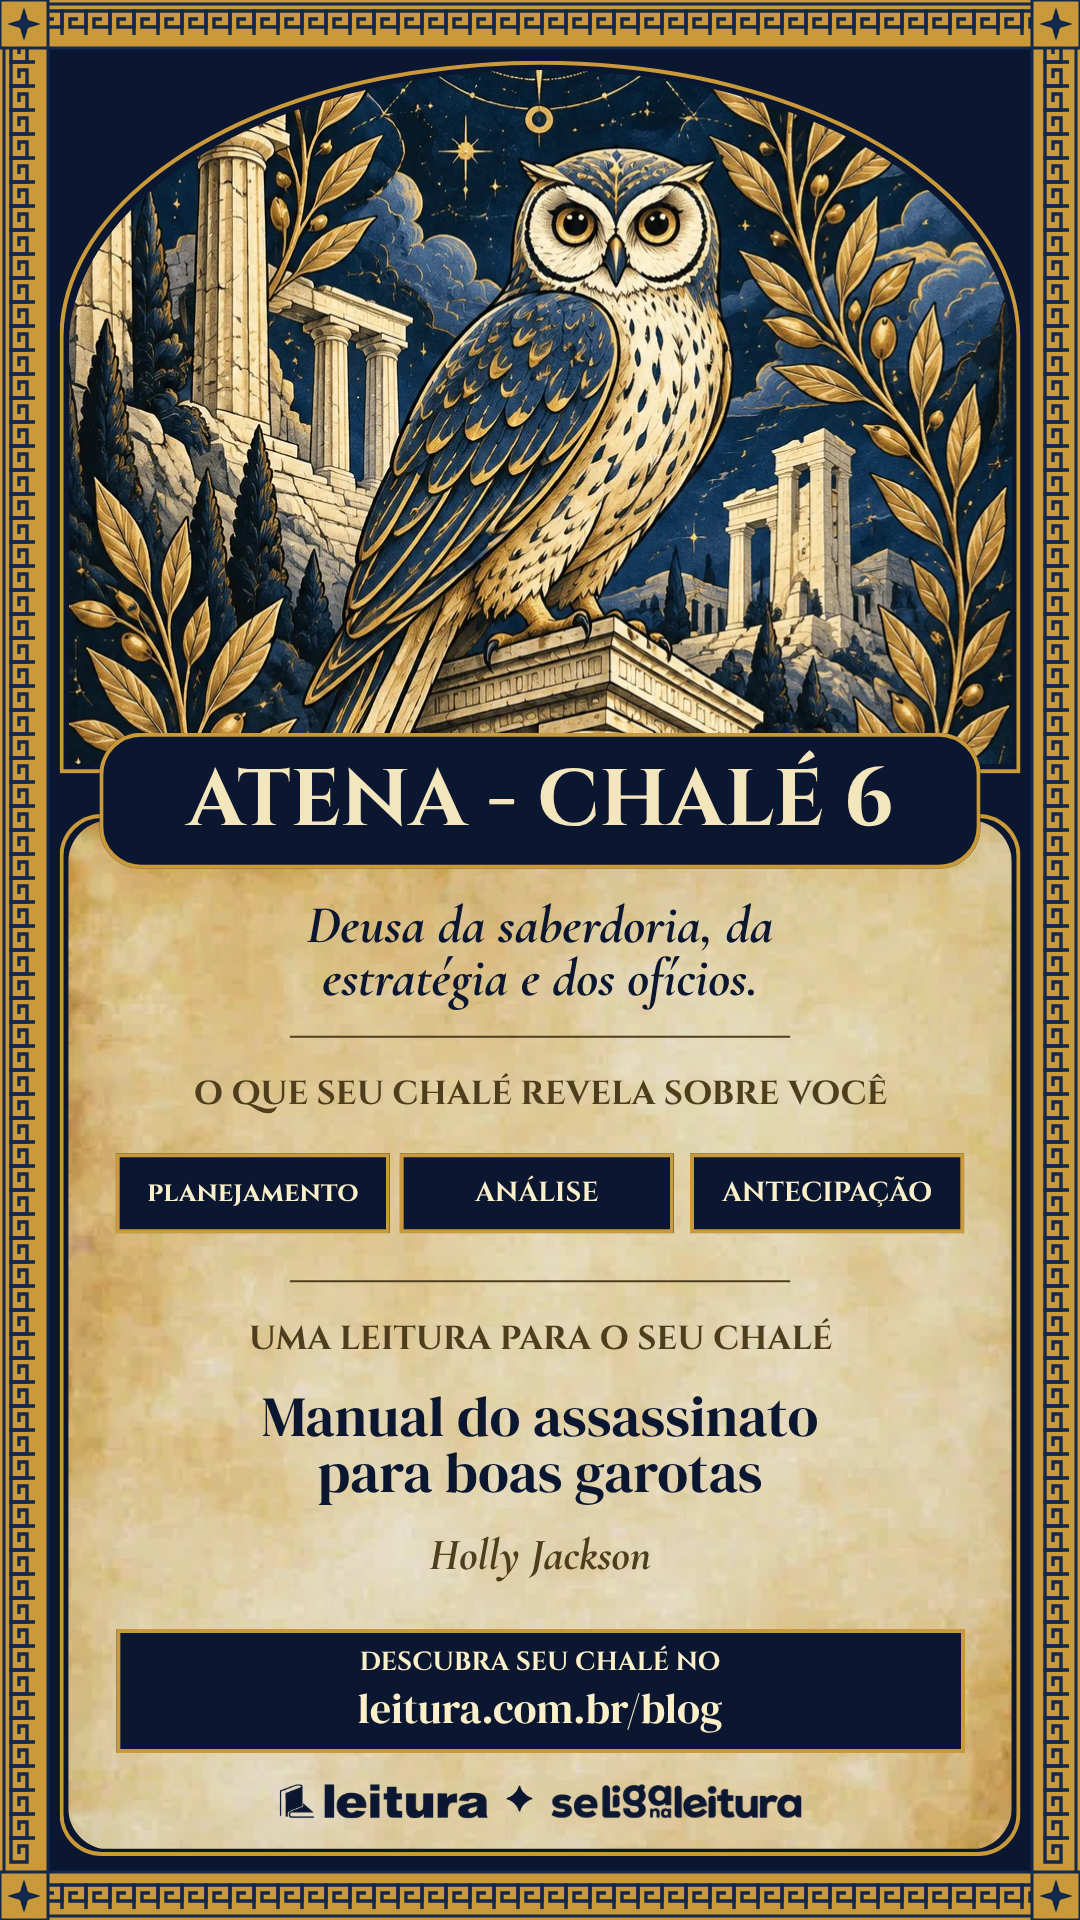 ATENA - CHALÉ 6
Deusa da saberdoria, da
estratégia e dos ofícios.
O QUE SEU CHALÉ REVELA SOBRE VOCÊ
PLANEJAMENTO
ANÁLISE
ANTECIPAÇÃO
UMA LEITURA PARA O SEU CHALÉ
Manual do assassinato
para boas garotas
Holly Jackson
DESCUBRA SEU CHALÉ NO
leitura.com.br/blog
leitura ✦ seliganaleitura